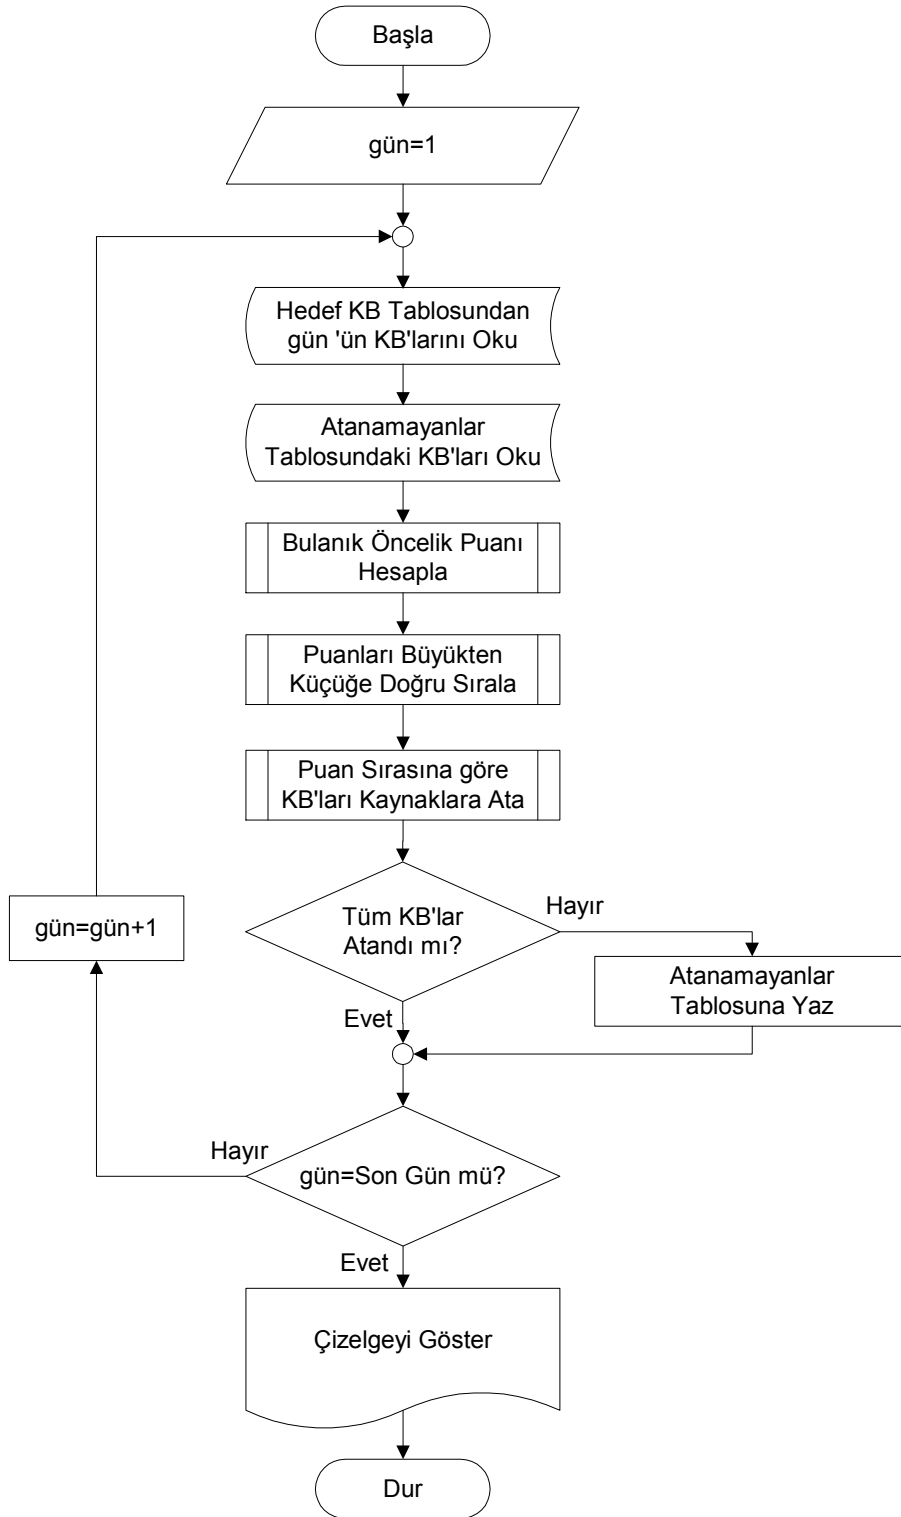 Başla
gün=1
Hedef KB Tablosundan
gün 'ün KB'larını Oku
Atanamayanlar
Tablosundaki KB'ları Oku
Bulanık Öncelik Puanı
Hesapla
Puanları Büyükten
Küçüğe Doğru Sırala
Puan Sırasına göre
KB'ları Kaynaklara Ata
Tüm KB'lar
Atandı mı?
Hayır
Atanamayanlar
Tablosuna Yaz
Evet
gün=gün+1
gün=Son Gün mü?
Hayır
Evet
Çizelgeyi Göster
Dur